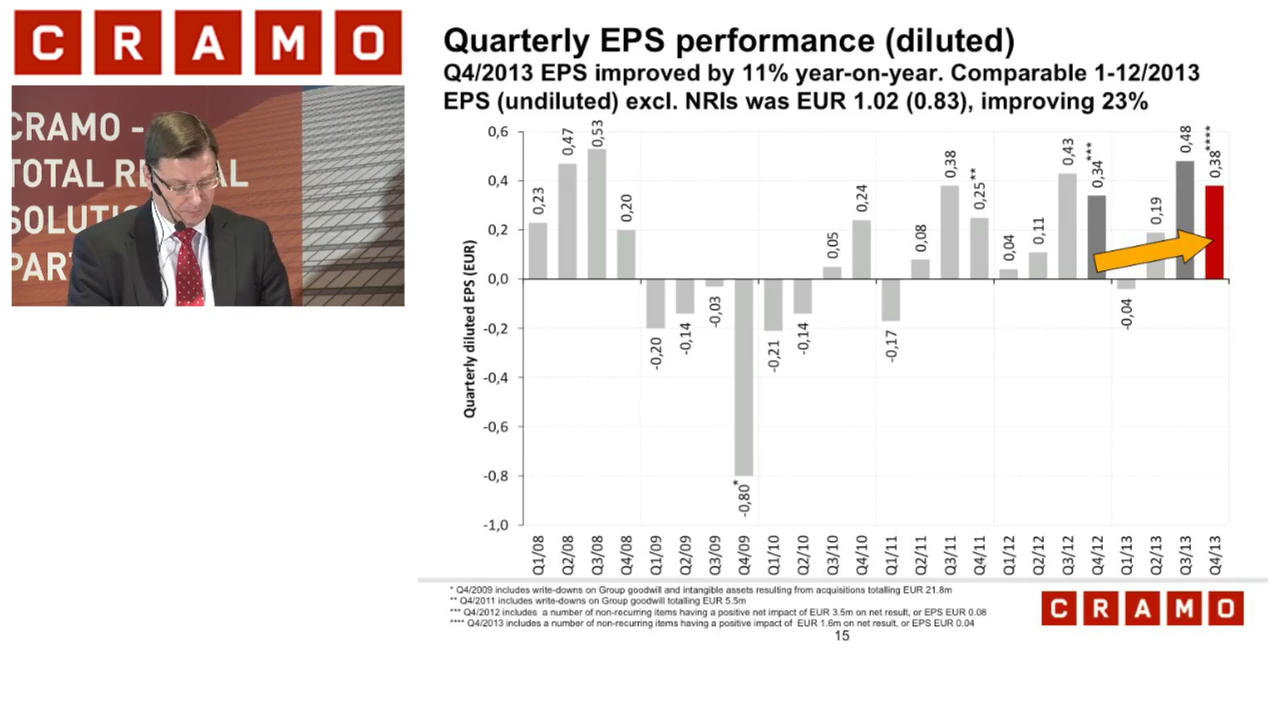 CRAMO
CRAMO -
TOTAL RE AL
SOLUTI
PART
Quarterly EPS performance (diluted)
Q4/2013 EPS improved by 11% year-on-year. Comparable 1-12/2013
EPS (undiluted) excl. NRIs was EUR 1.02 (0.83), improving 23%
Quarterly diluted EPS (EUR)
0,6
0,4
0,2
0,0
-0,2
-0,4
-0,6
-0,8
-1,0
0,23
0,47
0,53
0,20
-0,20
-0,14
-0,03
-0,80*
-0,21
-0,14
0,05
0,24
-0,17
0,08
0,38
0,25**
0,04
0,11
0,43
0,34***
-0,04
0,19
0,48
0,38****
Q1/08
Q2/08
Q3/08
Q4/08
Q1/09
Q2/09
Q3/09
Q4/09
Q1/10
Q2/10
Q3/10
Q4/10
Q1/11
Q2/11
Q3/11
Q4/11
Q1/12
Q2/12
Q3/12
Q4/12
Q1/13
Q2/13
Q3/13
Q4/13
* Q4/2009 includes write-downs on Group goodwill and intangible assets resulting from acquisitions totalling EUR 21.8m
** Q4/2011 includes write-downs on Group goodwill totalling EUR 5.5m
*** Q4/2012 includes a number of non-recurring items having a positive net impact of EUR 3.5m on net result, or EPS EUR 0.08
**** Q4/2013 includes a number of non-recurring items having a positive impact of EUR 1.6m on net result, or EPS EUR 0.04
15
CRAMO